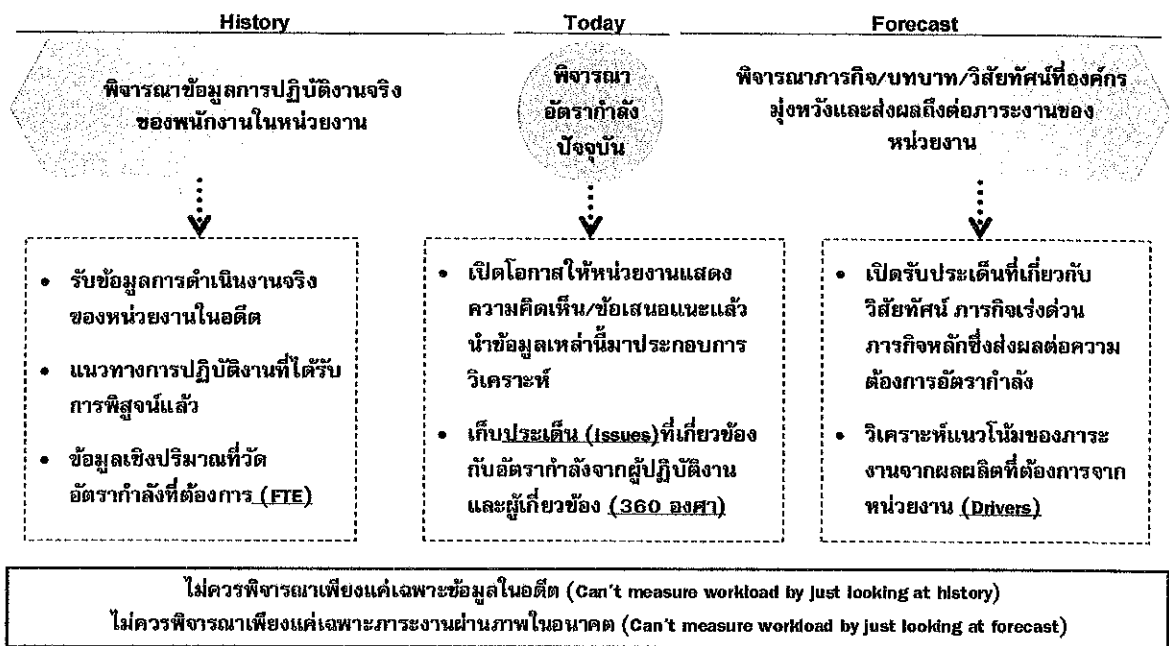 History
Today
Forecast
พิจารณาข้อมูลการปฏิบัติงานจริง
ของพนักงานในหน่วยงาน
พิจารณา
อัตรากำลัง
ปัจจุบัน
พิจารณาภารกิจ/บทบาท/วิสัยทัศน์ที่องค์กร
มุ่งหวังและส่งผลถึงต่อภาระงานของ
หน่วยงาน
• รับข้อมูลการดำเนินงานจริง
ของหน่วยงานในอดีต
• แนวทางการปฏิบัติงานที่ได้รับ
การพิสูจน์แล้ว
• ข้อมูลเชิงปริมาณที่วัด
อัตรากำลังที่ต้องการ (FTE)
• เปิดโอกาสให้หน่วยงานแสดง
ความคิดเห็น/ข้อเสนอแนะแล้ว
นำข้อมูลเหล่านี้มาประกอบการ
วิเคราะห์
• เก็บประเด็น (Issues)ที่เกี่ยวข้อง
กับอัตรากำลังจากผู้ปฏิบัติงาน
และผู้เกี่ยวข้อง (360 องศา)
• เปิดรับประเด็นที่เกี่ยวกับ
วิสัยทัศน์ ภารกิจเร่งด่วน
ภารกิจหลักซึ่งส่งผลต่อความ
ต้องการอัตรากำลัง
• วิเคราะห์แนวโน้มของภาระ
งานจากผลผลิตที่ต้องการจาก
หน่วยงาน (Drivers)
ไม่ควรพิจารณาเพียงแค่เฉพาะข้อมูลในอดีต (Can't measure workload by just looking at history)
ไม่ควรพิจารณาเพียงแค่เฉพาะภาระงานผ่านภาพในอนาคต (Can't measure workload by just looking at forecast)